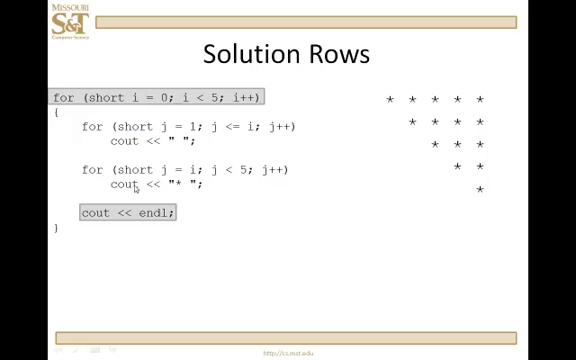 MISSOURI
S&T
Computer Science
Solution Rows
for (short i = 0; i < 5; i++)
{
for (short j = 1; j <= i; j++)
cout << " ";
for (short j = i; j < 5; j++)
cout << "* ";
cout << endl;
}
* * * * *
* * * *
* * *
* *
*
http://cs.mst.edu